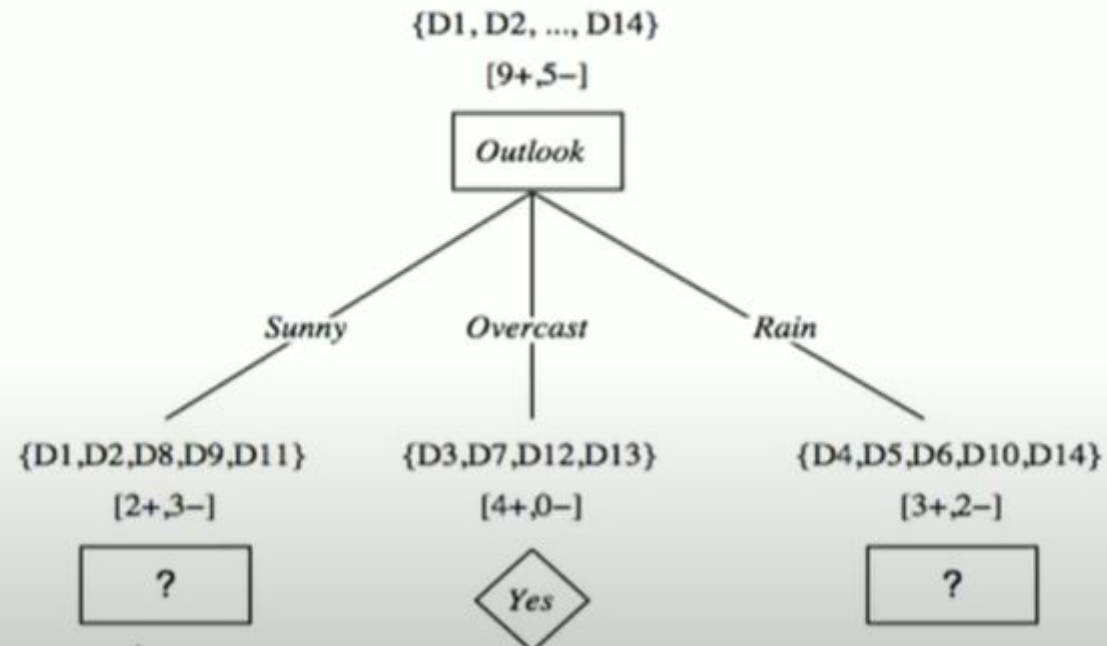 {D1, D2, ..., D14}
[9+,5−]
Outlook
Sunny
Overcast
Rain
{D1,D2,D8,D9,D11}
{D3,D7,D12,D13}
{D4,D5,D6,D10,D14}
[2+,3−]
[4+,0−]
[3+,2−]
?
Yes
?